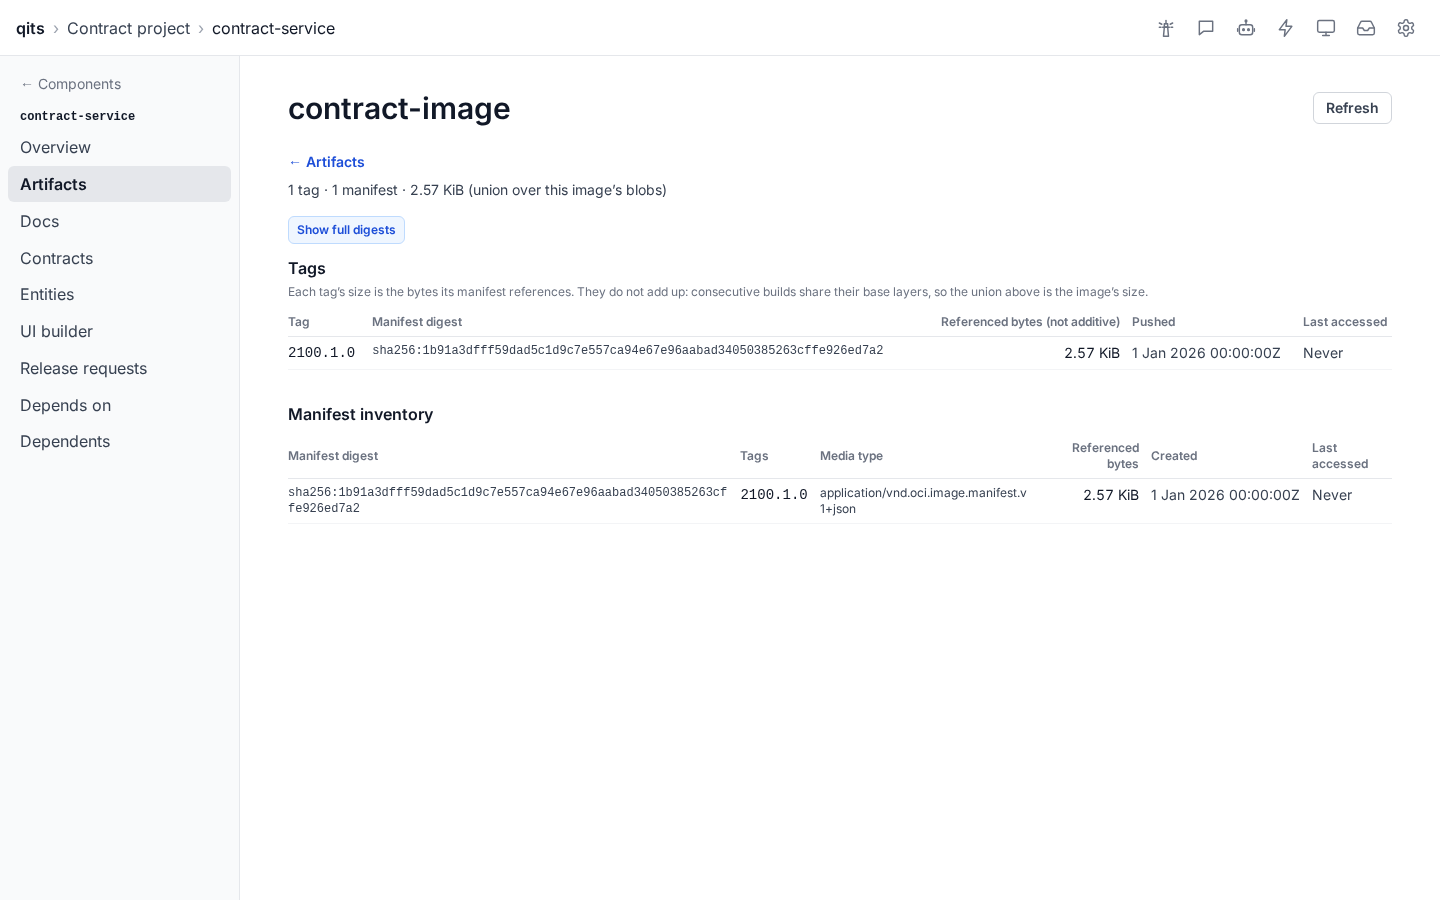 qits › Contract project › contract-service
← Components
contract-service
Overview
Artifacts
Docs
Contracts
Entities
UI builder
Release requests
Depends on
Dependents
contract-image
Refresh
← Artifacts
1 tag · 1 manifest · 2.57 KiB (union over this image’s blobs)
Show full digests
Tags
Each tag’s size is the bytes its manifest references. They do not add up: consecutive builds share their base layers, so the union above is the image’s size.
Tag Manifest digest Referenced bytes (not additive) Pushed Last accessed
2100.1.0 sha256:1b91a3dfff59dad5c1d9c7e557ca94e67e96aabad34050385263cffe926ed7a2 2.57 KiB 1 Jan 2026 00:00:00Z Never
Manifest inventory
Manifest digest Tags Media type Referenced bytes Created Last accessed
sha256:1b91a3dfff59dad5c1d9c7e557ca94e67e96aabad34050385263cf 2100.1.0 application/vnd.oci.image.manifest.v 2.57 KiB 1 Jan 2026 00:00:00Z Never
fe926ed7a2 1+json